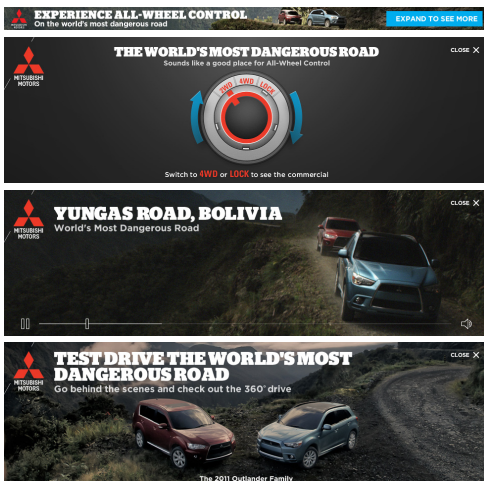 EXPERIENCE ALL-WHEEL CONTROL
On the world's most dangerous road
EXPAND TO SEE MORE
THE WORLD'S MOST DANGEROUS ROAD
CLOSE X
Sounds like a good place for All-Wheel Control
MITSUBISHI
MOTORS
2WD 4WD LOCK
Switch to 4WD or LOCK to see the commercial
CLOSE X
YUNGAS ROAD, BOLIVIA
World's Most Dangerous Road
MITSUBISHI
MOTORS
TEST DRIVE THE WORLD'S MOST
DANGEROUS ROAD
CLOSE X
MITSUBISHI
MOTORS
Go behind the scenes and check out the 360° drive
The 2011 Outlander Family